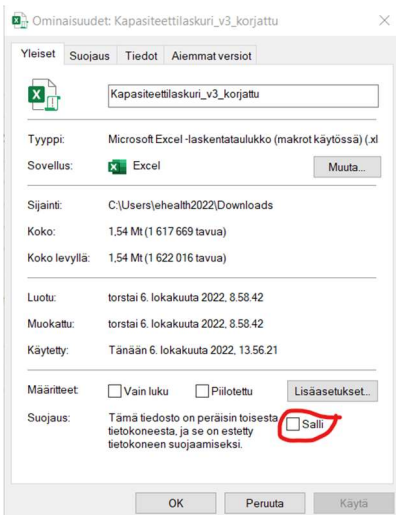 Ominaisuudet: Kapasiteettilaskuri_v3_korjattu
Yleiset Suojaus Tiedot Aiemmat versiot
Kapasiteettilaskuri_v3_korjattu
Tyyppi: Microsoft Excel -laskentataulukko (makrot käytössä) (.xl
Sovellus: Excel Muuta...
Sijainti: C:\Users\ehealth2022\Downloads
Koko: 1,54 Mt (1 617 669 tavua)
Koko levyllä: 1,54 Mt (1 622 016 tavua)
Luotu: torstai 6. lokakuuta 2022, 8.58.42
Muokattu: torstai 6. lokakuuta 2022, 8.58.42
Käytetty: Tänään 6. lokakuuta 2022, 13.56.21
Määritteet: Vain luku Piilotettu Lisäasetukset...
Suojaus: Tämä tiedosto on peräisin toisesta Salli
tietokoneesta, ja se on estetty
tietokoneen suojaamiseksi.
OK Peruuta Käytä